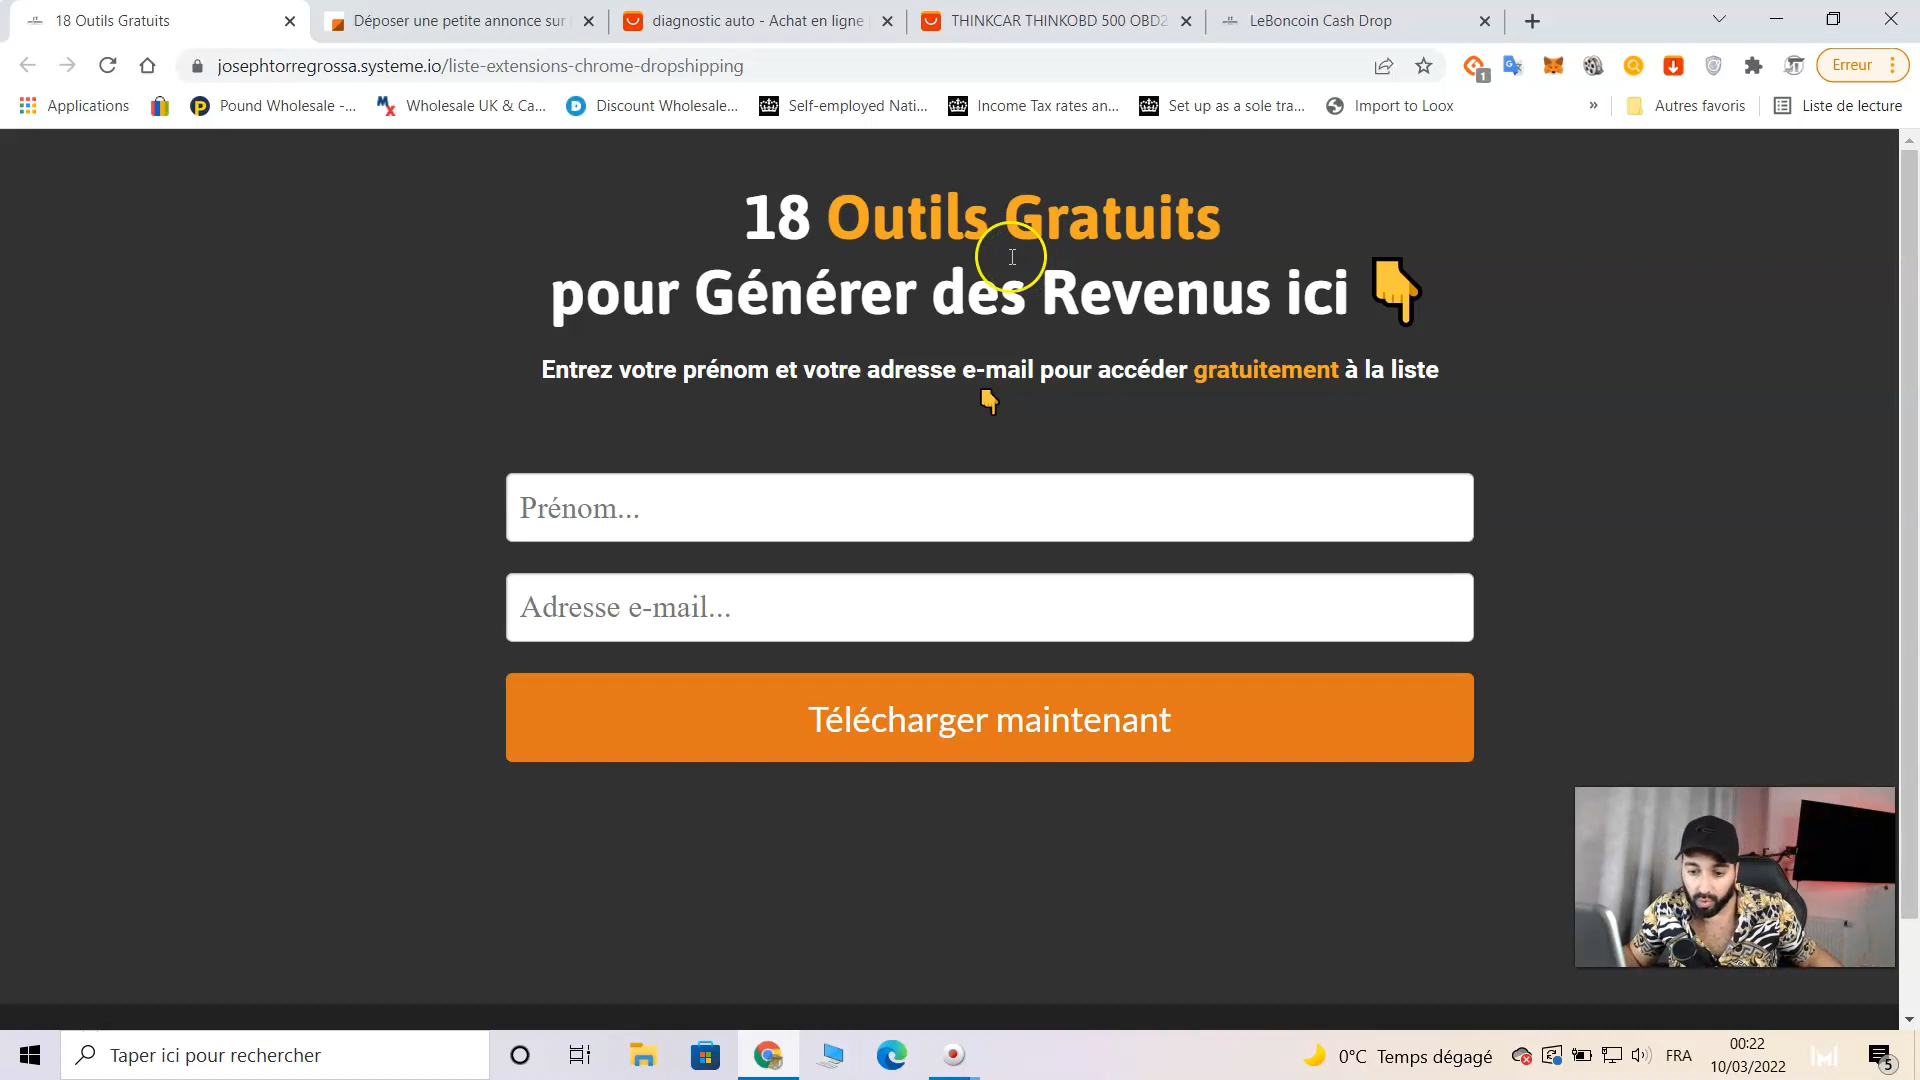 18 Outils Gratuits
Déposer une petite annonce sur
diagnostic auto - Achat en ligne
THINKCAR THINKOBD 500 OBD2
LeBoncoin Cash Drop
josephtorregrossa.systeme.io/liste-extensions-chrome-dropshipping
1
Erreur
Applications
Pound Wholesale -...
Wholesale UK & Ca...
Discount Wholesale...
Self-employed Nati...
Income Tax rates an...
Set up as a sole tra...
Import to Loox
»
Autres favoris
Liste de lecture
18 Outils Gratuits
pour Générer des Revenus ici
Entrez votre prénom et votre adresse e-mail pour accéder gratuitement à la liste
Prénom...
Adresse e-mail...
Télécharger maintenant
Taper ici pour rechercher
0°C Temps dégagé
FRA
00:22
10/03/2022
5